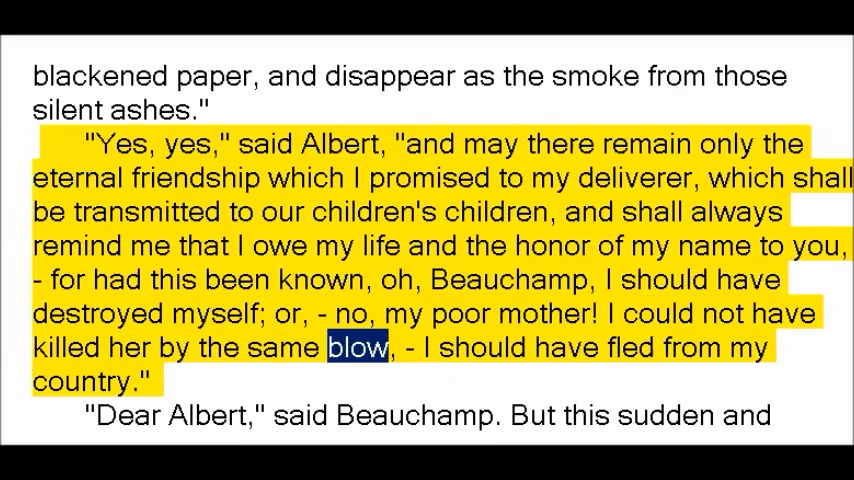 blackened paper, and disappear as the smoke from those
silent ashes."
"Yes, yes," said Albert, "and may there remain only the
eternal friendship which I promised to my deliverer, which shall
be transmitted to our children's children, and shall always
remind me that I owe my life and the honor of my name to you,
- for had this been known, oh, Beauchamp, I should have
destroyed myself; or, - no, my poor mother! I could not have
killed her by the same blow, - I should have fled from my
country."
"Dear Albert," said Beauchamp. But this sudden and